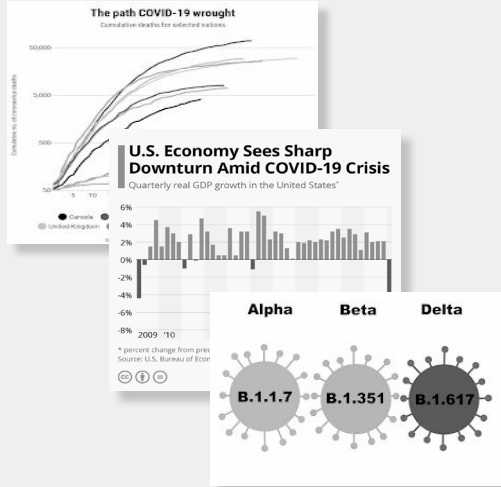 The path COVID-19 wrought
Cumulative deaths for selected nations
50,000
5,000
500
50
5 10
Canada
United Kingdom
U.S. Economy Sees Sharp
Downturn Amid COVID-19 Crisis
Quarterly real GDP growth in the United States*
6%
4%
2%
0%
-2%
-4%
-6%
-8%
2009 '10
* percent change from prec
Source: U.S. Bureau of Econ
cc
Alpha Beta Delta
B.1.1.7 B.1.351 B.1.617